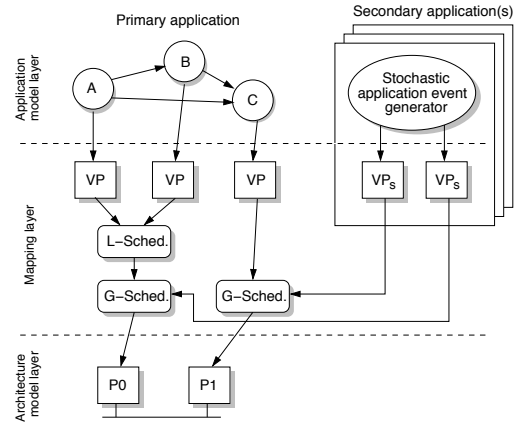 Secondary application(s)
Primary application
Application
model layer
A
B
C
Stochastic
application event
generator
Mapping layer
VP
VP
VP
VPs
VPs
L-Sched.
G-Sched.
G-Sched.
Architecture
model layer
P0
P1